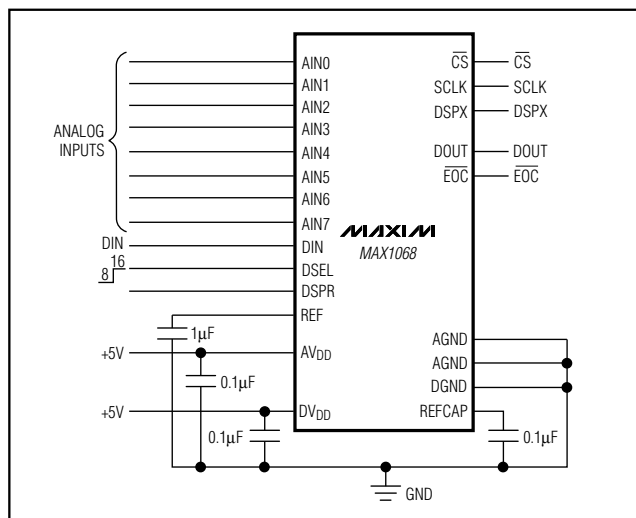 AIN0
AIN1
AIN2
AIN3
AIN4
AIN5
AIN6
AIN7
DIN
DSEL
DSPR
REF
AVDD
DVDD
ANALOG
INPUTS
DIN
16
8
1µF
+5V
0.1µF
+5V
0.1µF
MAXIM
MAX1068
CS CS
SCLK SCLK
DSPX DSPX
DOUT DOUT
EOC EOC
AGND
AGND
DGND
REFCAP
0.1µF
GND